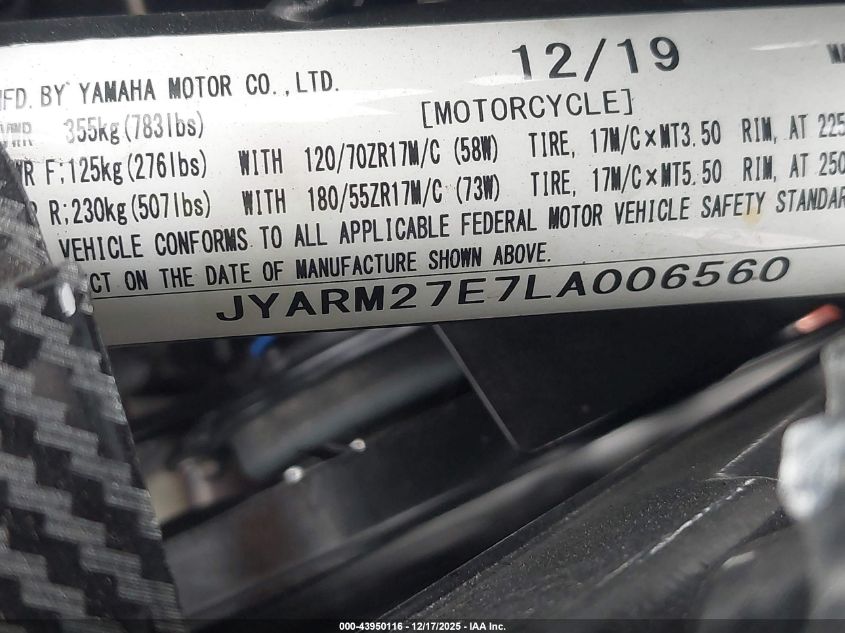 12/19
MFD. BY YAMAHA MOTOR CO.,LTD.
[MOTORCYCLE]
355kg(783lbs)
F:125kg(276lbs) WITH 120/70ZR17M/C (58W) TIRE, 17M/C×MT3.50 RIM, AT 225
R:230kg(507lbs) WITH 180/55ZR17M/C (73W) TIRE, 17M/C×MT5.50 RIM, AT 250
VEHICLE CONFORMS TO ALL APPLICABLE FEDERAL MOTOR VEHICLE SAFETY STANDAR
CT ON THE DATE OF MANUFACTURE SHOWN ABOVE.
JYARM27E7LA006560
000-43950116 - 12/17/2025 - IAA Inc.